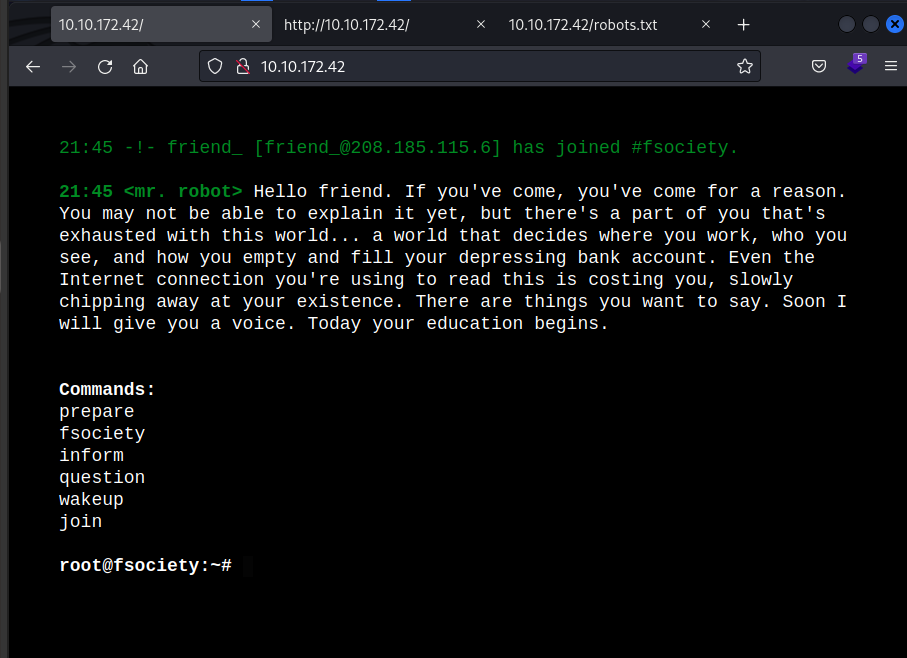 10.10.172.42/
http://10.10.172.42/
10.10.172.42/robots.txt
10.10.172.42
5
21:45 -!- friend_ [friend_@208.185.115.6] has joined #fsociety.
21:45 <mr. robot> Hello friend. If you've come, you've come for a reason.
You may not be able to explain it yet, but there's a part of you that's
exhausted with this world... a world that decides where you work, who you
see, and how you empty and fill your depressing bank account. Even the
Internet connection you're using to read this is costing you, slowly
chipping away at your existence. There are things you want to say. Soon I
will give you a voice. Today your education begins.
Commands:
prepare
fsociety
inform
question
wakeup
join
root@fsociety:~#